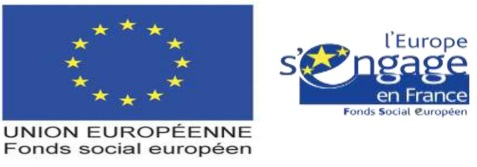 UNION EUROPÉENNE
Fonds social européen
l'Europe
s'engage
en France
Fonds Social Européen